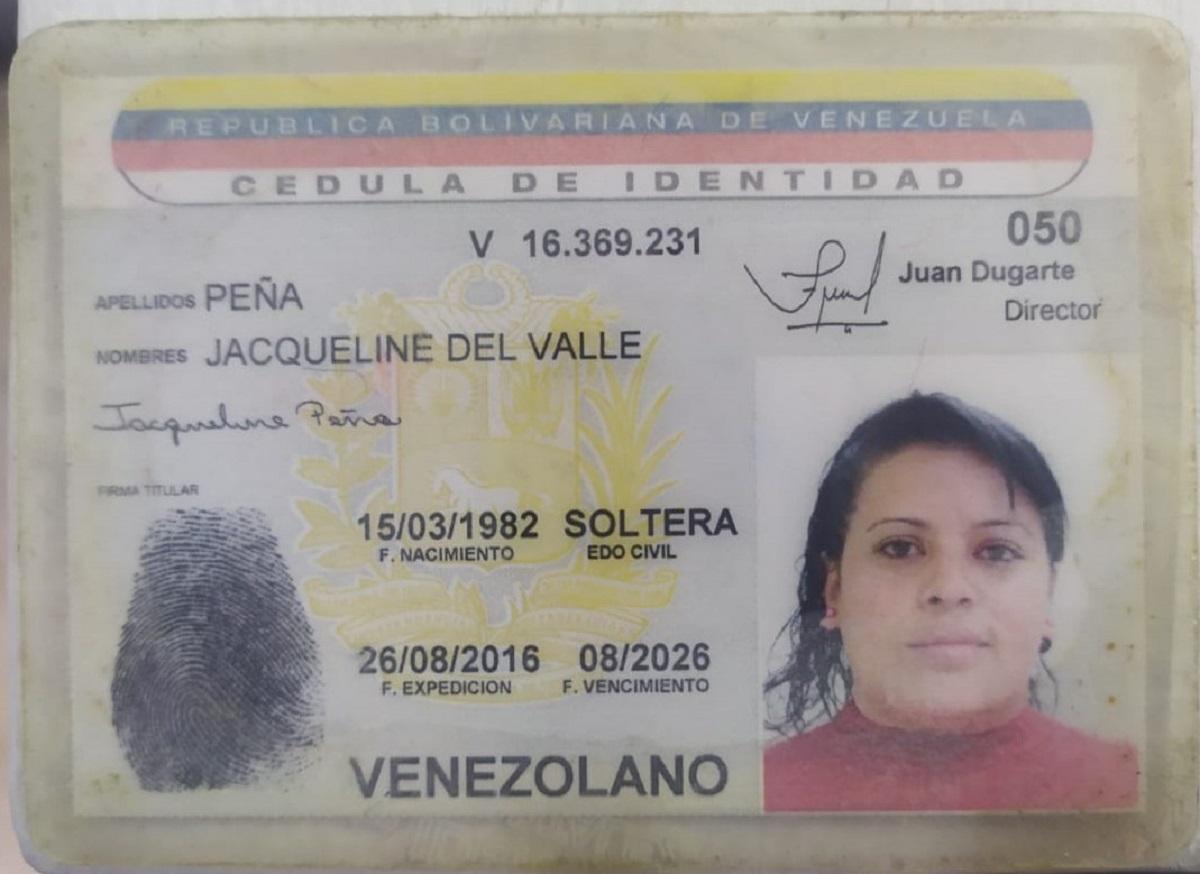 REPUBLICA BOLIVARIANA DE VENEZUELA
CEDULA DE IDENTIDAD
V 16.369.231
050
Juan Dugarte
Director
APELLIDOS PEÑA
NOMBRES JACQUELINE DEL VALLE
Jacqueline Peña
FIRMA TITULAR
15/03/1982 SOLTERA
F. NACIMIENTO EDO CIVIL
26/08/2016 08/2026
F. EXPEDICION F. VENCIMIENTO
VENEZOLANO